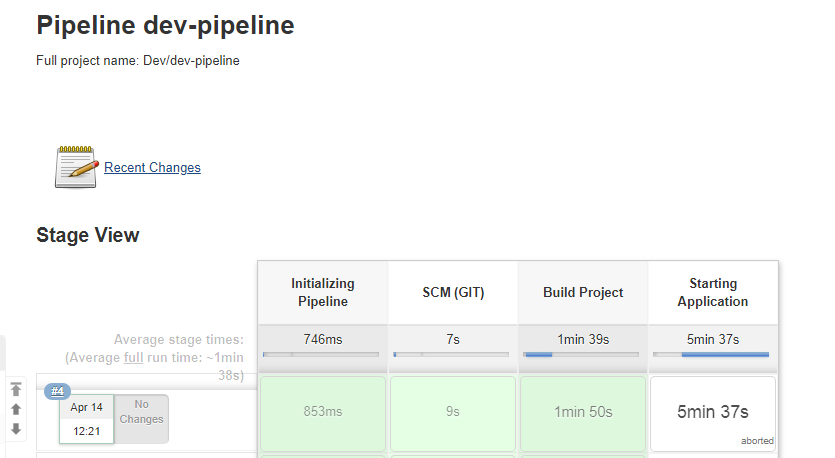 Pipeline dev-pipeline
Full project name: Dev/dev-pipeline
Recent Changes
Stage View
Initializing
Pipeline
SCM (GIT)
Build Project
Starting
Application
Average stage times:
(Average full run time: ~1min
38s)
746ms
7s
1min 39s
5min 37s
#4
Apr 14
12:21
No
Changes
853ms
9s
1min 50s
5min 37s
aborted